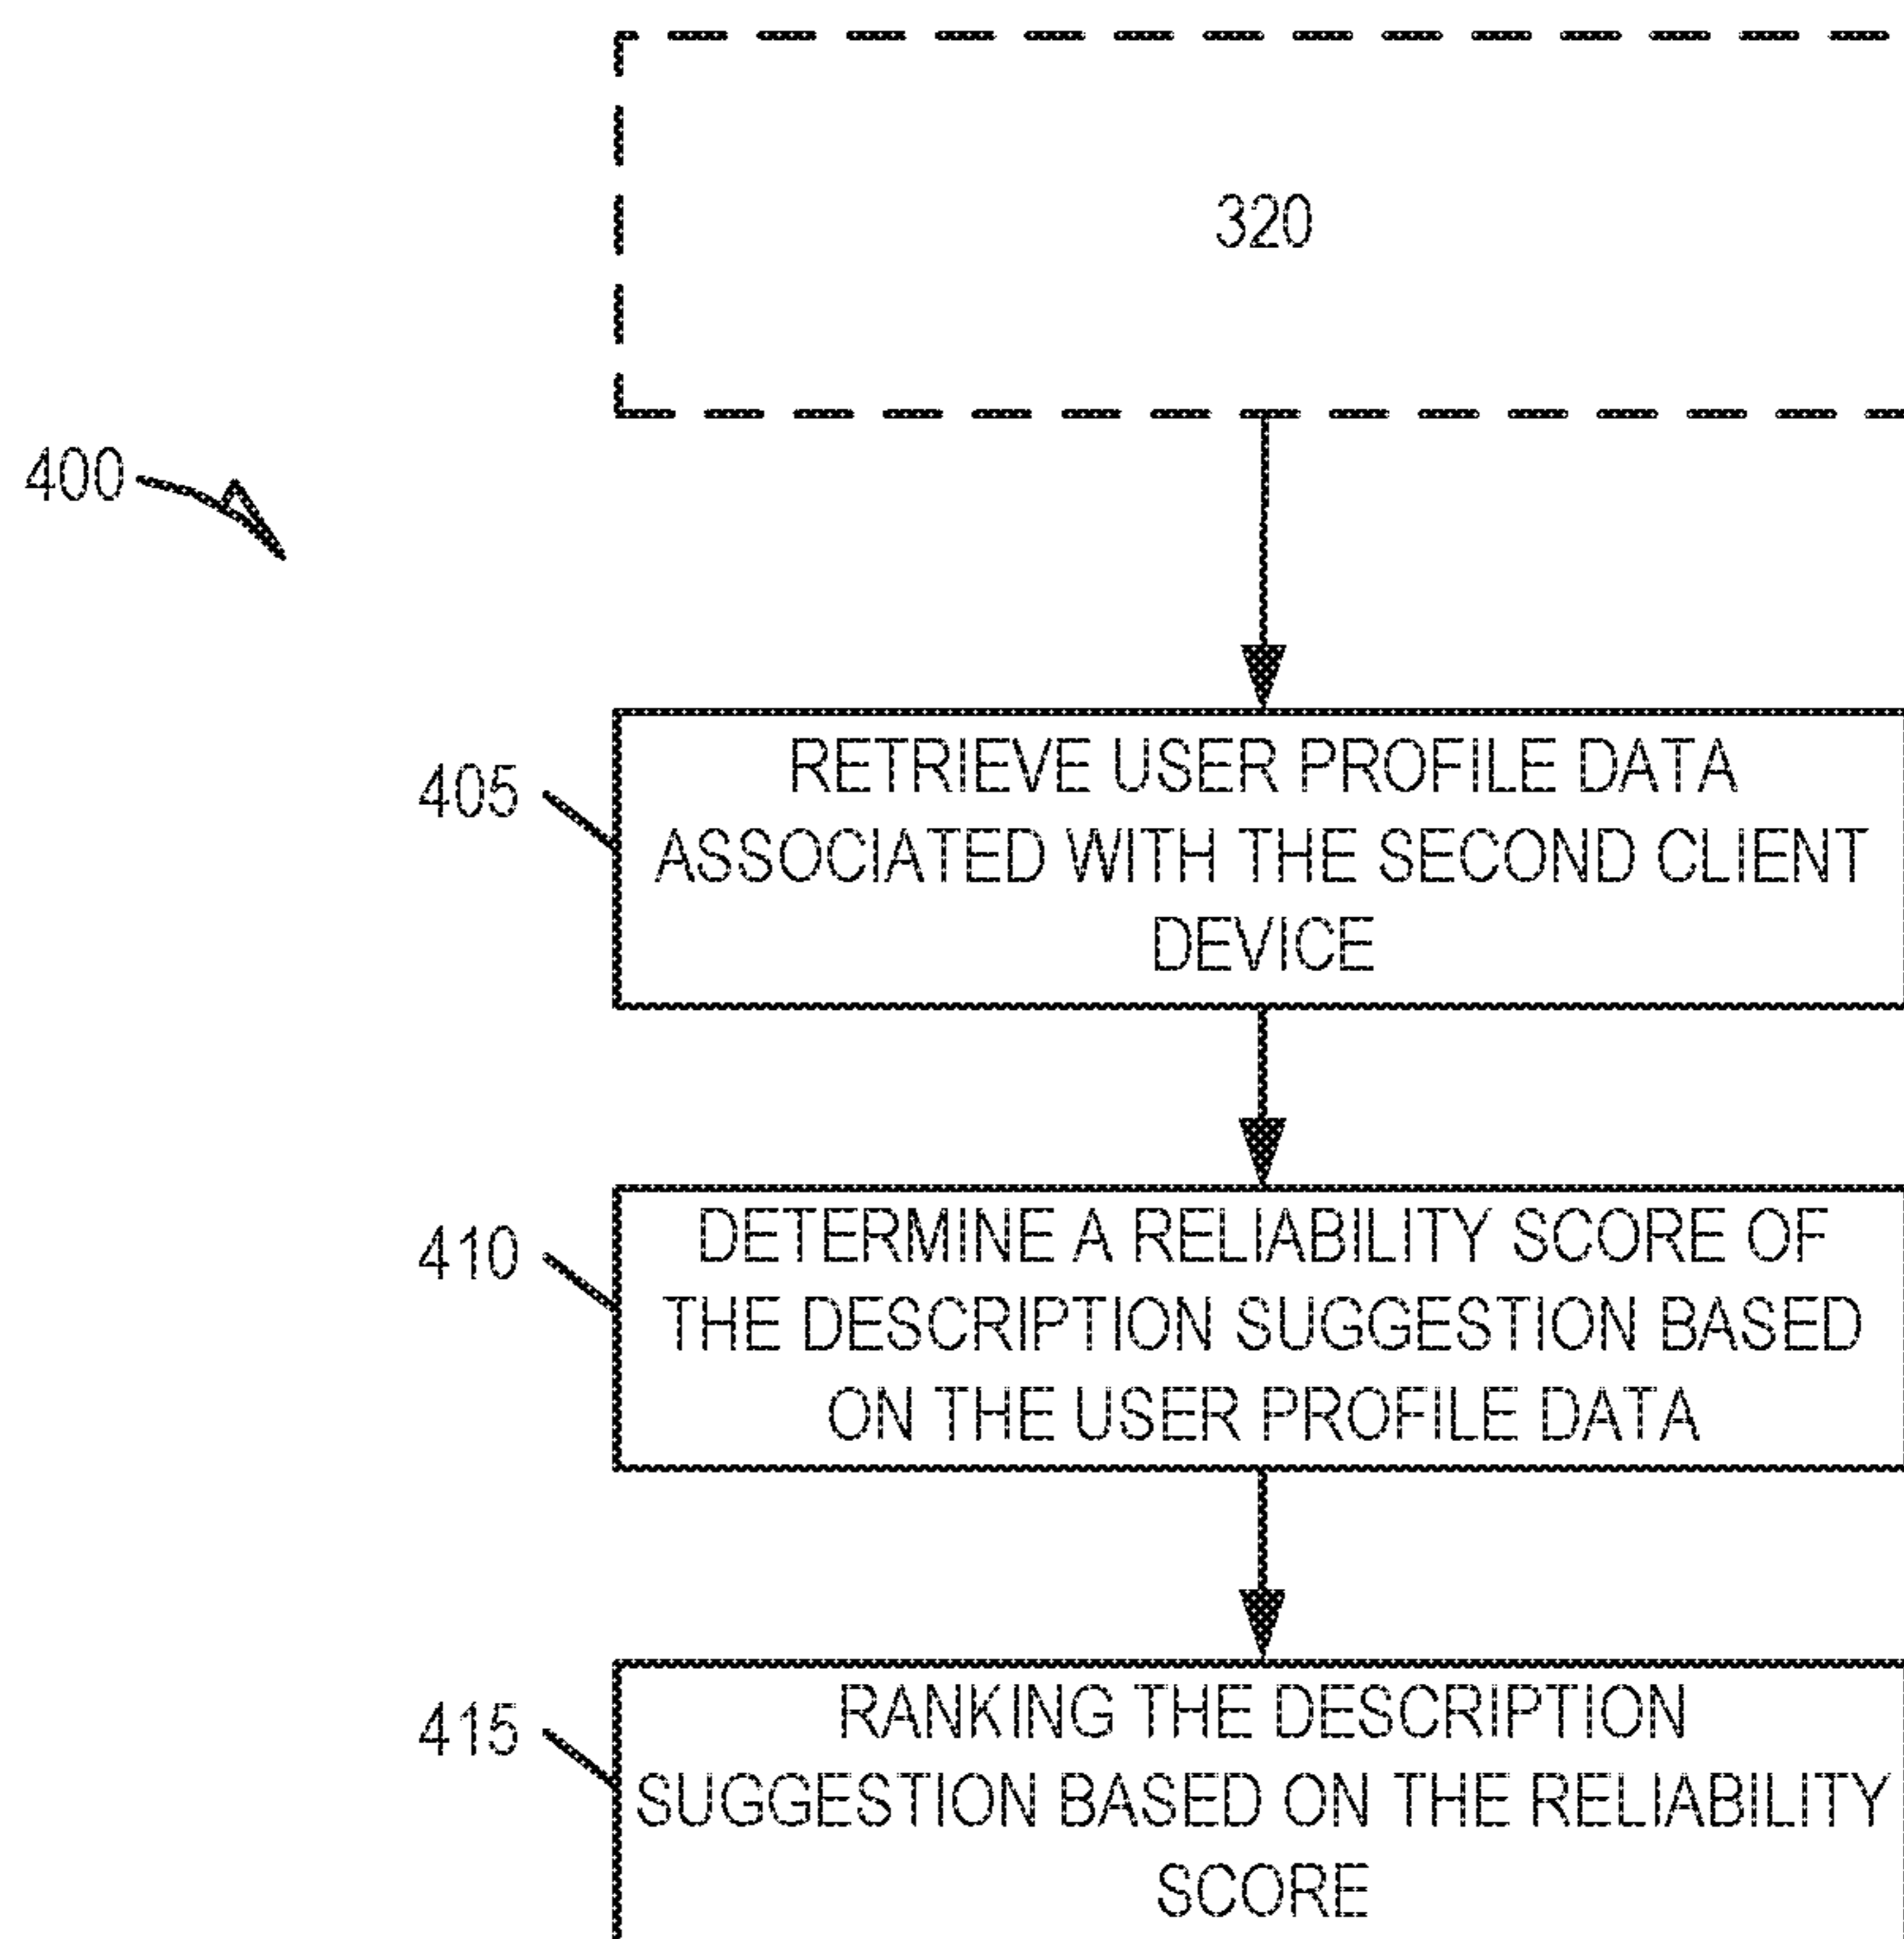 320
400
405
RETRIEVE USER PROFILE DATA
ASSOCIATED WITH THE SECOND CLIENT
DEVICE
410
DETERMINE A RELIABILITY SCORE OF
THE DESCRIPTION SUGGESTION BASED
ON THE USER PROFILE DATA
415
RANKING THE DESCRIPTION
SUGGESTION BASED ON THE RELIABILITY
SCORE